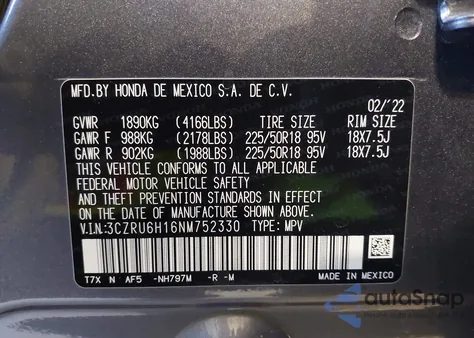 MFD.BY HONDA DE MEXICO S.A. DE C.V.
02/'22
GVWR 1890KG (4166LBS) TIRE SIZE RIM SIZE
GAWR F 988KG (2178LBS) 225/50R18 95V 18X7.5J
GAWR R 902KG (1988LBS) 225/50R18 95V 18X7.5J
THIS VEHICLE CONFORMS TO ALL APPLICABLE
FEDERAL MOTOR VEHICLE SAFETY
AND THEFT PREVENTION STANDARDS IN EFFECT
ON THE DATE OF MANUFACTURE SHOWN ABOVE.
V.I.N:3CZRU6H16NM752330 TYPE: MPV
T7X N AF5 -NH797M -R -M MADE IN MEXICO
autoSnap